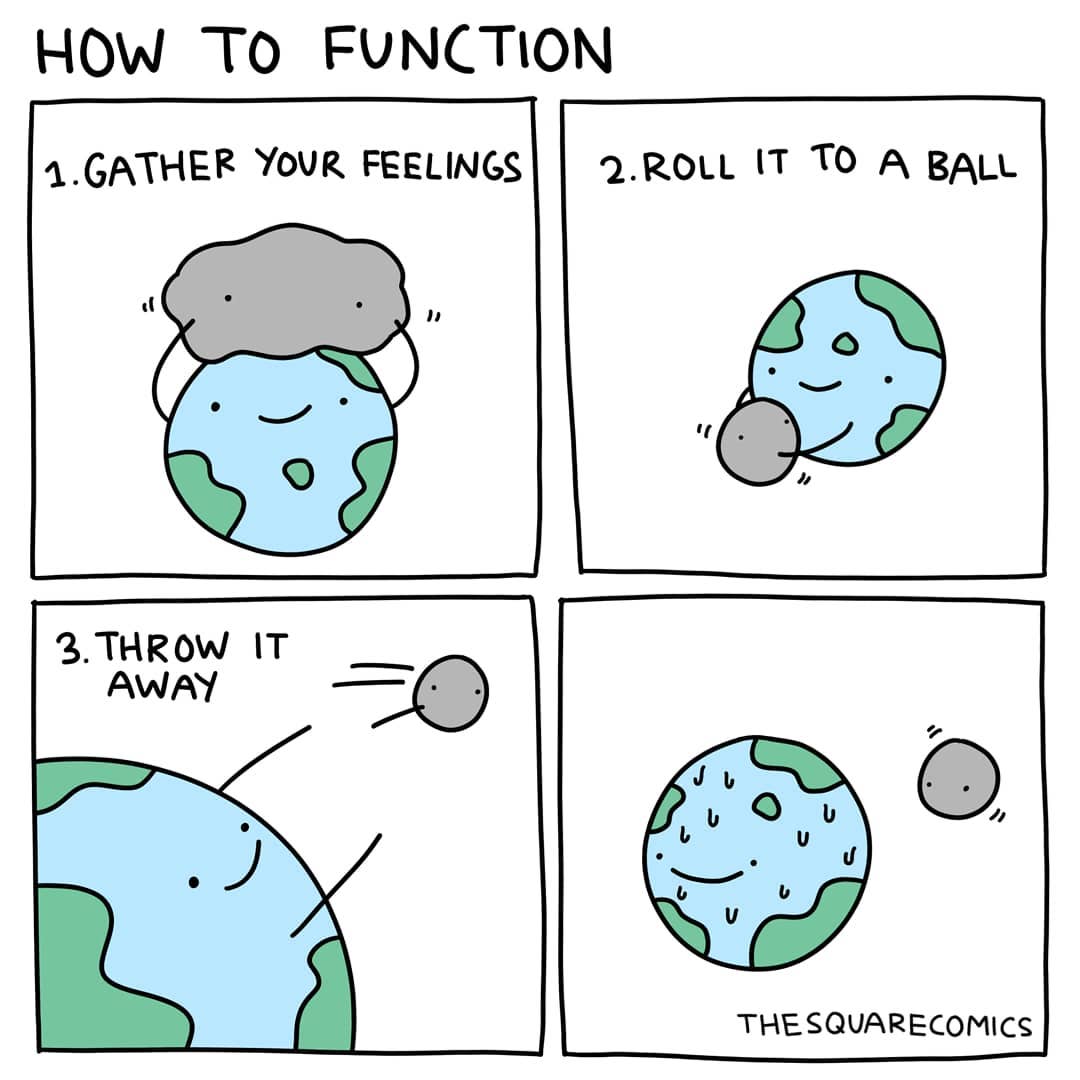 HOW TO FUNCTION
1. GATHER YOUR FEELINGS
2. ROLL IT TO A BALL
3. THROW IT
AWAY
THESQUARECOMICS